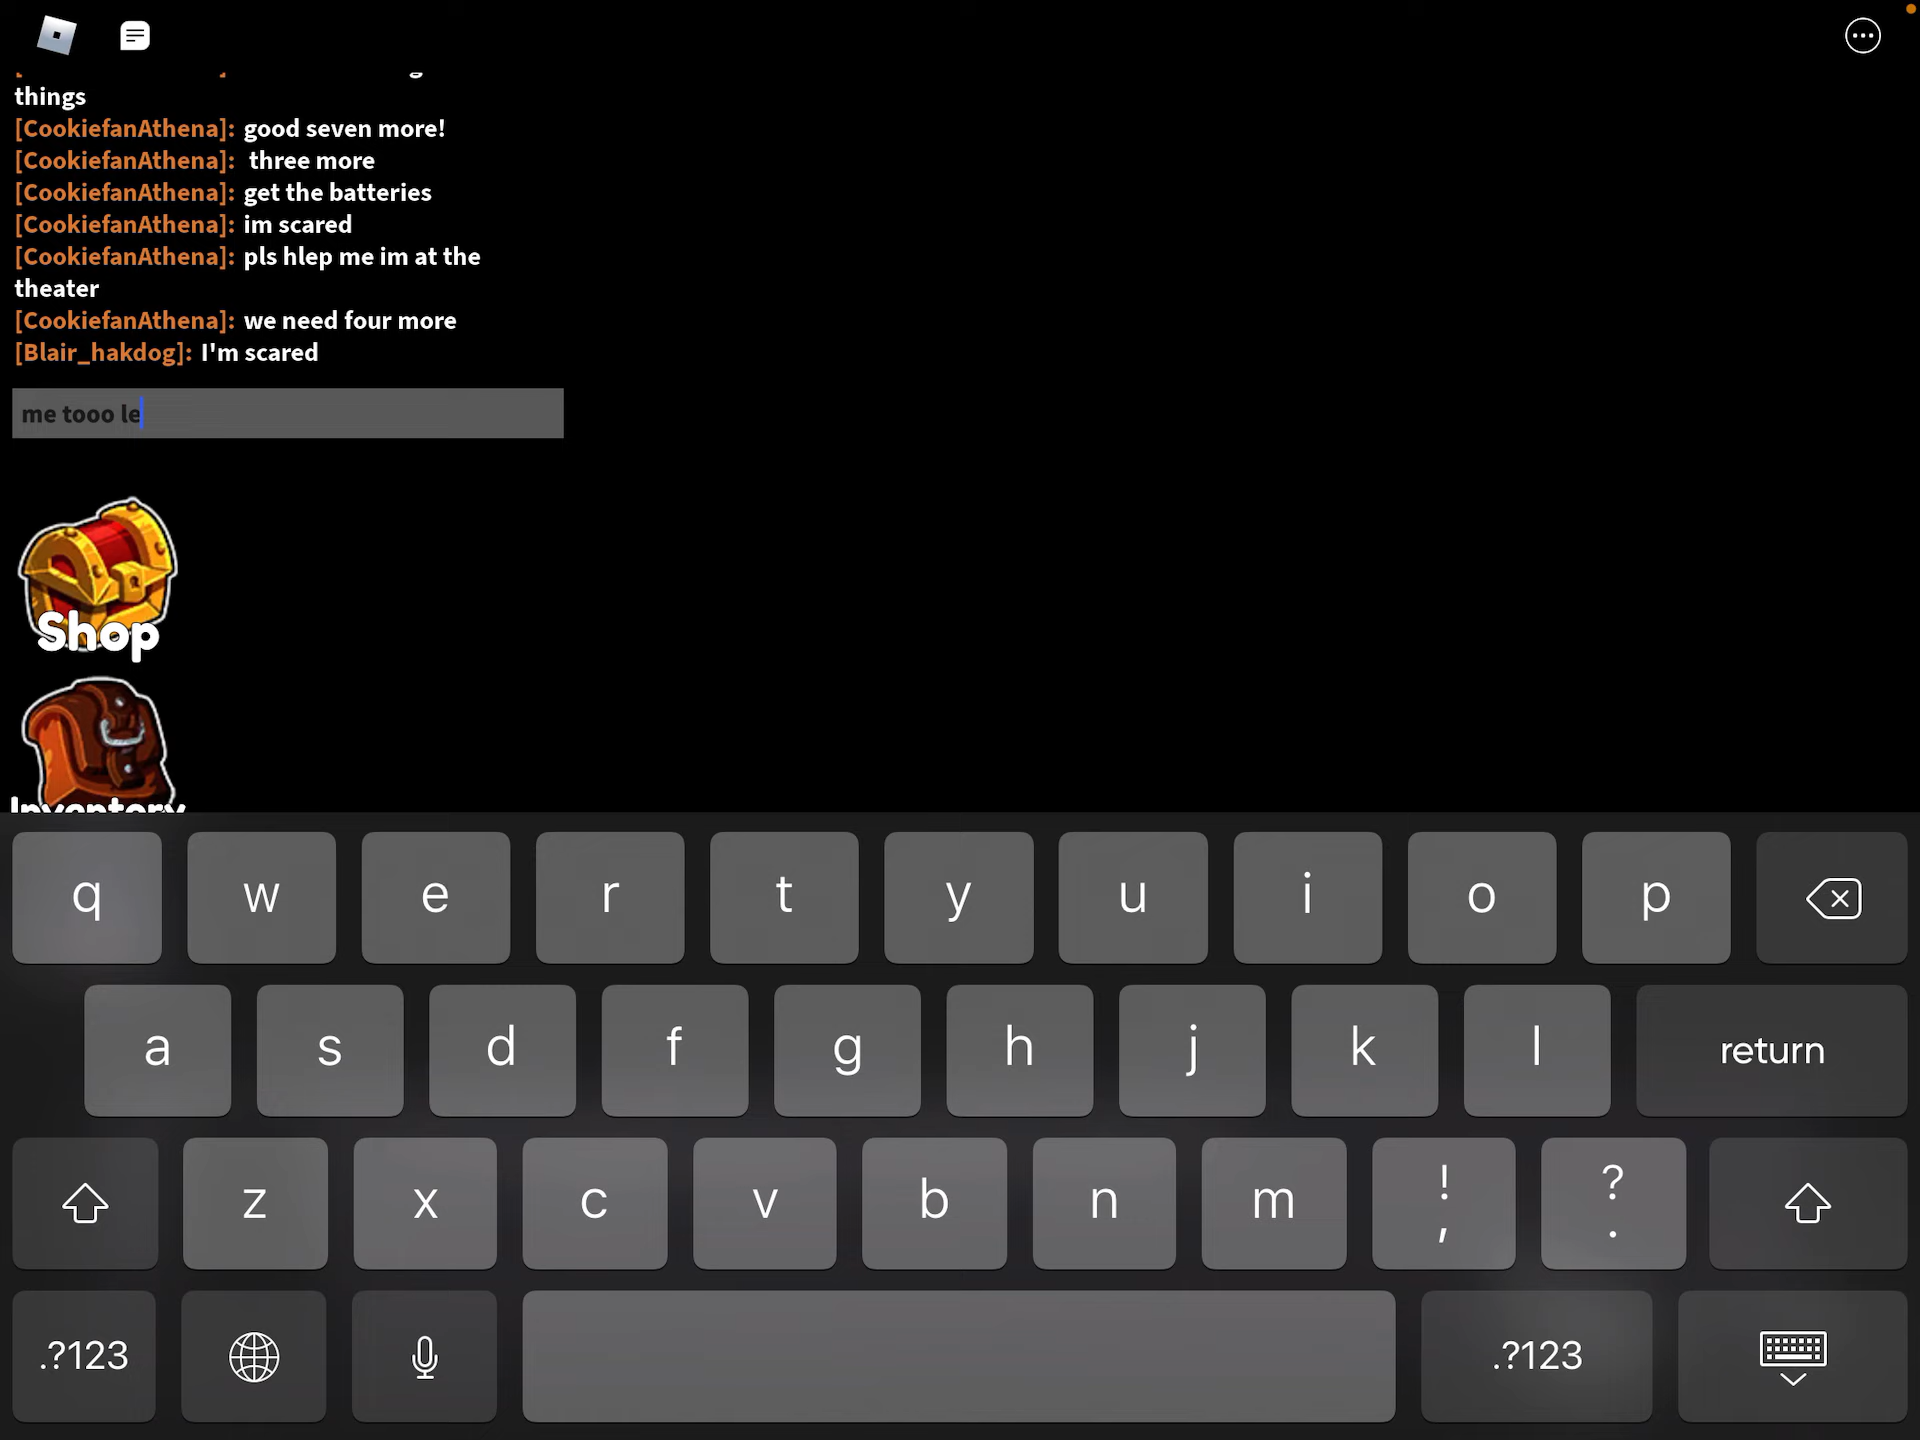 things
[CookiefanAthena]: good seven more!
[CookiefanAthena]: three more
[CookiefanAthena]: get the batteries
[CookiefanAthena]: im scared
[CookiefanAthena]: pls hlep me im at the
theater
[CookiefanAthena]: we need four more
[Blair_hakdog]: I'm scared
me tooo le
Shop
Inventory
q w e r t y u i o p
a s d f g h j k l return
z x c v b n m ! , ? .
.?123 .?123